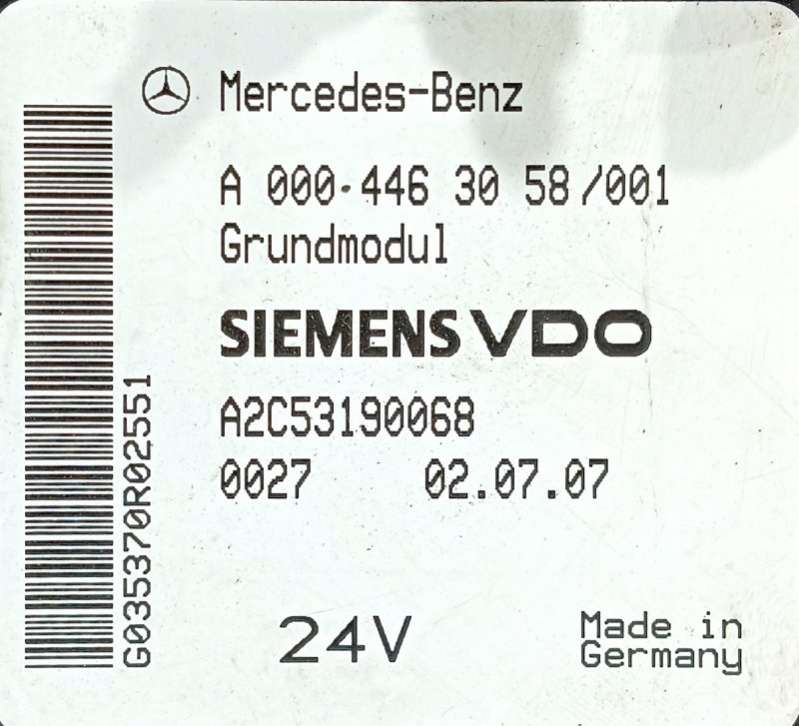 Mercedes-Benz
A 000·446 30 58/001
Grundmodul
SIEMENS VDO
A2C53190068
0027 02.07.07
24V
Made in
Germany
G035370R02551